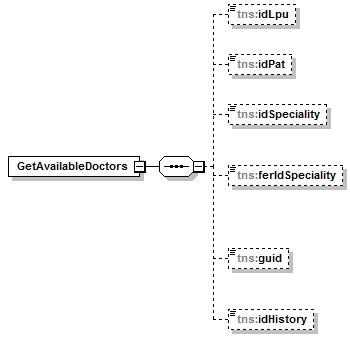 tns:idLpu
tns:idPat
tns:idSpeciality
GetAvailableDoctors
tns:ferIdSpeciality
tns:guid
tns:idHistory